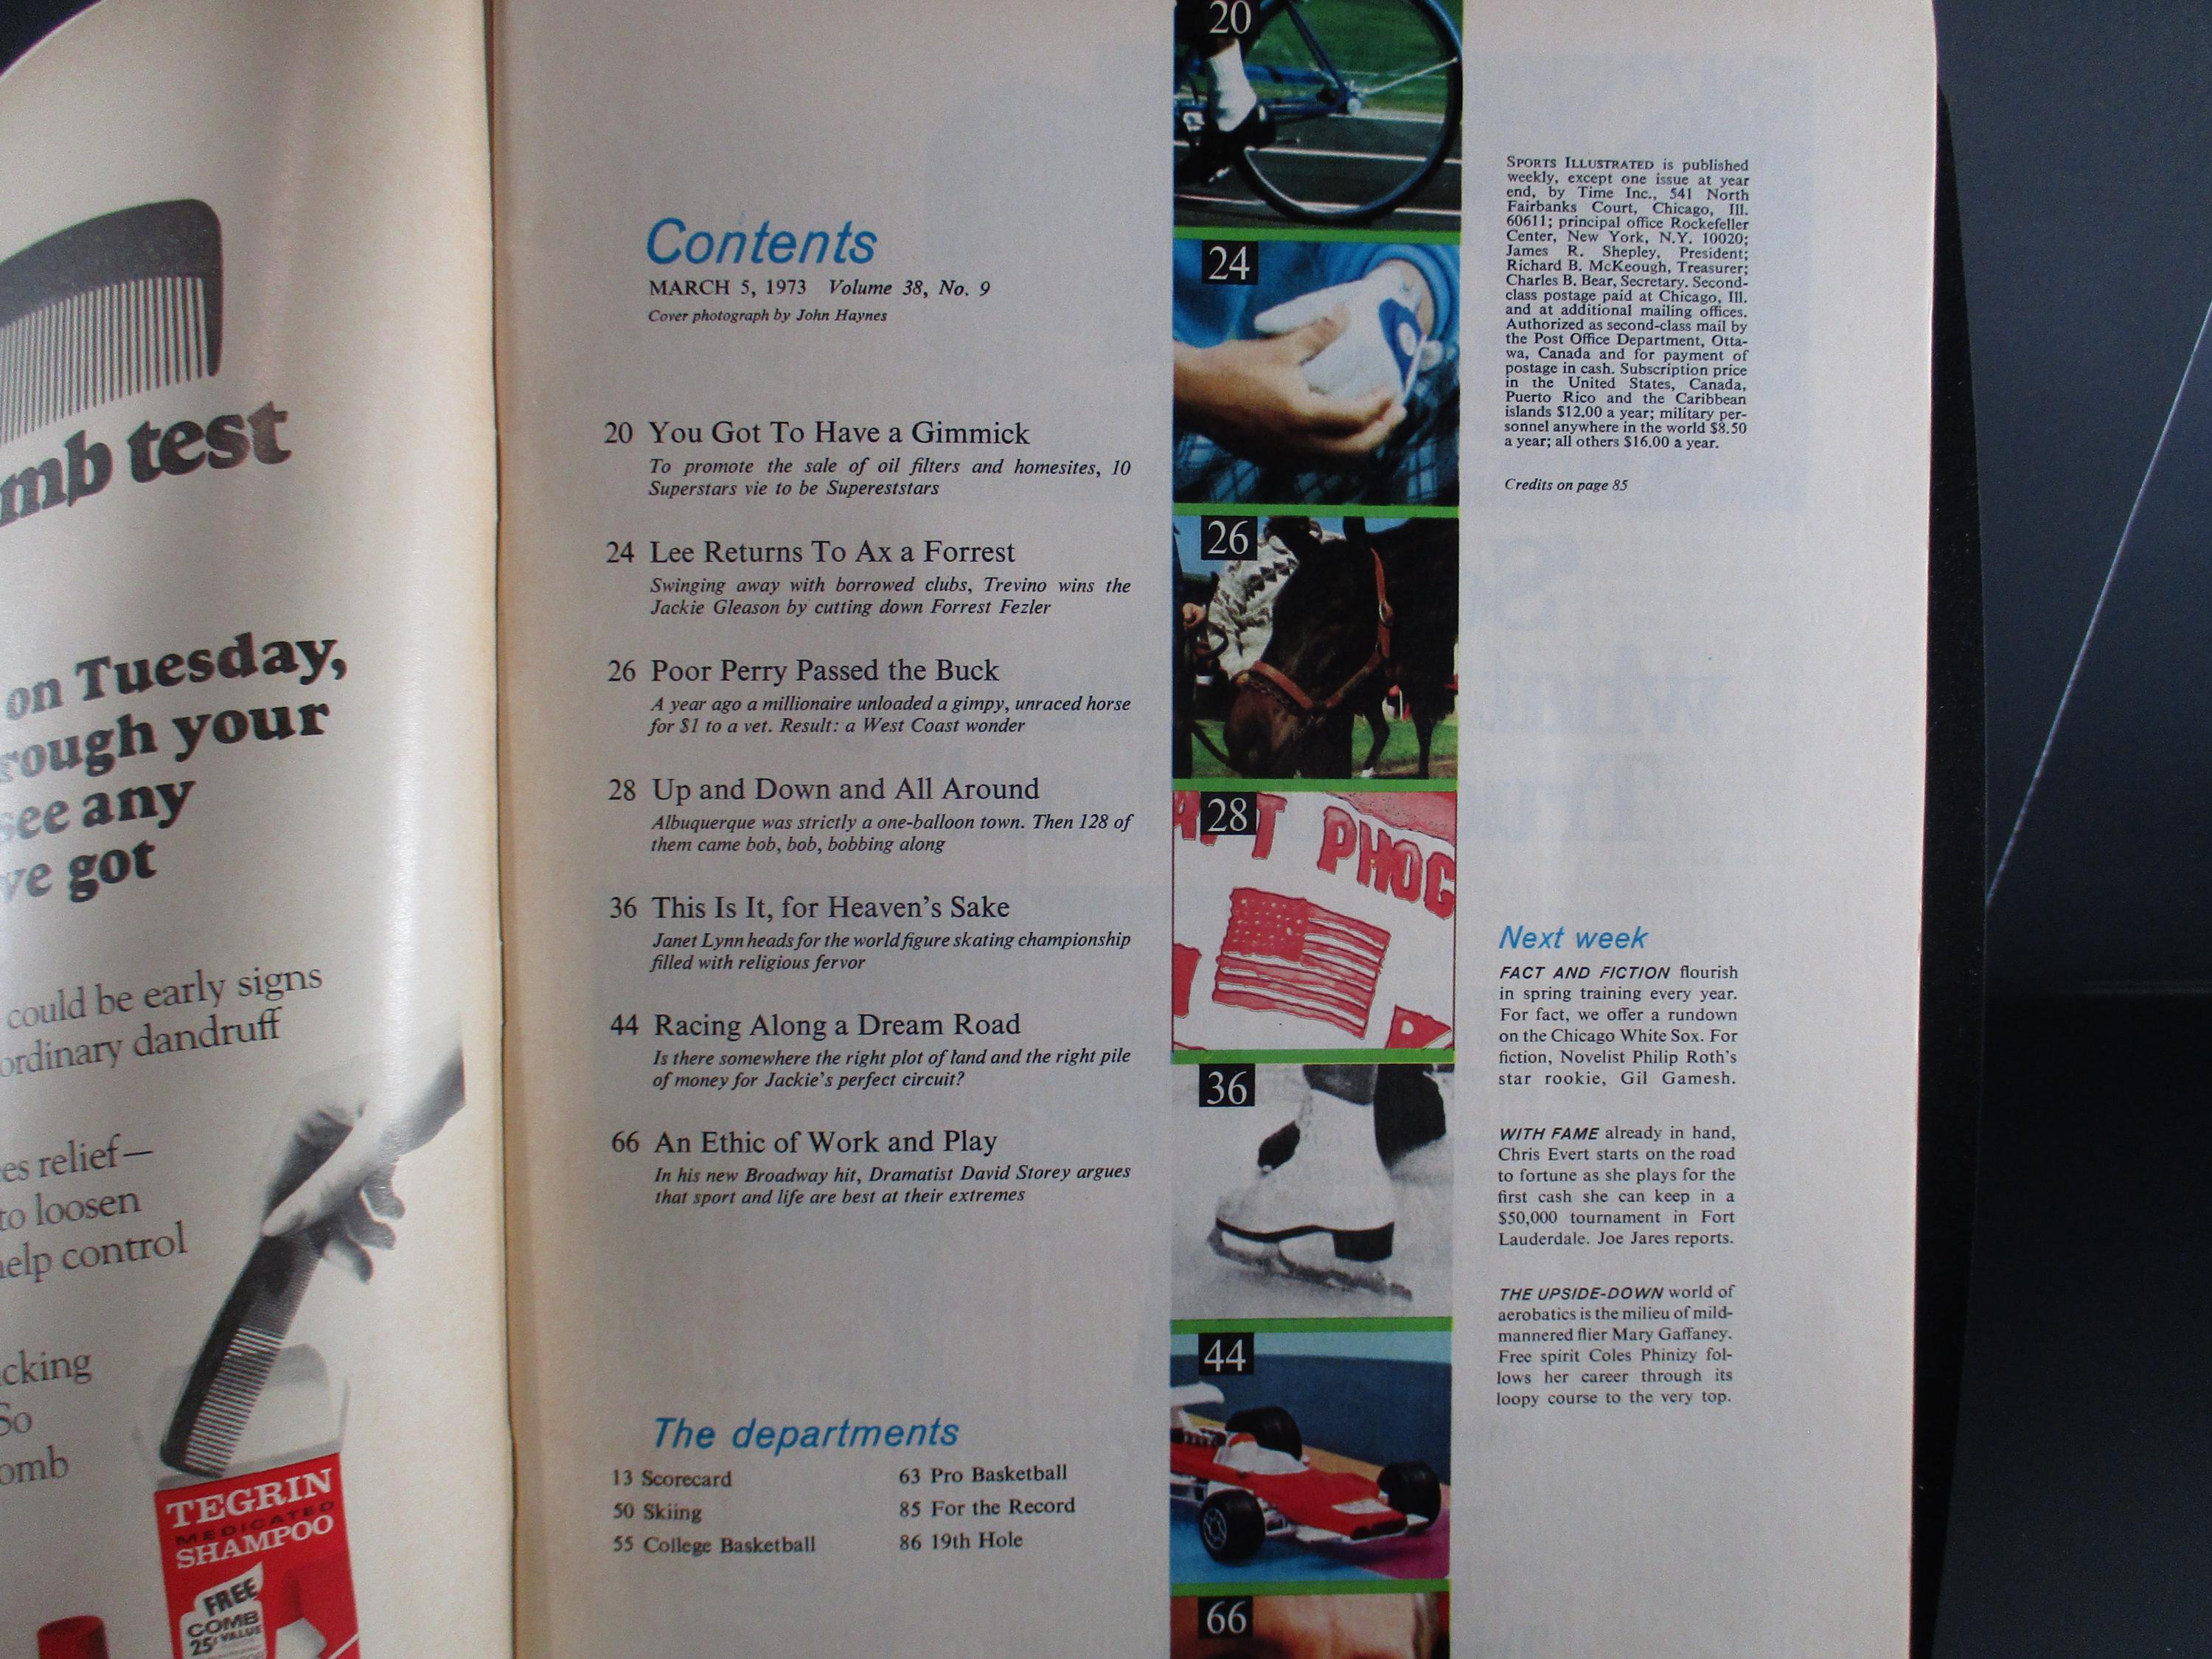 mb test
on Tuesday,
rough your
see any
ve got
could be early signs
ordinary dandruff
es relief—
to loosen
help control
cking
So
omb
TEGRIN
MEDICATED
SHAMPOO
FREE
COMB
25¢ VALUE
Contents
MARCH 5, 1973 Volume 38, No. 9
Cover photograph by John Haynes
20 You Got To Have a Gimmick
To promote the sale of oil filters and homesites, 10
Superstars vie to be Supereststars
24 Lee Returns To Ax a Forrest
Swinging away with borrowed clubs, Trevino wins the
Jackie Gleason by cutting down Forrest Fezler
26 Poor Perry Passed the Buck
A year ago a millionaire unloaded a gimpy, unraced horse
for $1 to a vet. Result: a West Coast wonder
28 Up and Down and All Around
Albuquerque was strictly a one-balloon town. Then 128 of
them came bob, bob, bobbing along
36 This Is It, for Heaven's Sake
Janet Lynn heads for the world figure skating championship
filled with religious fervor
44 Racing Along a Dream Road
Is there somewhere the right plot of land and the right pile
of money for Jackie's perfect circuit?
66 An Ethic of Work and Play
In his new Broadway hit, Dramatist David Storey argues
that sport and life are best at their extremes
The departments
13 Scorecard
50 Skiing
55 College Basketball
63 Pro Basketball
85 For the Record
86 19th Hole
20
24
26
28
PHOG
36
44
66
SPORTS ILLUSTRATED is published
weekly, except one issue at year
end, by Time Inc., 541 North
Fairbanks Court, Chicago, Ill.
60611; principal office Rockefeller
Center, New York, N.Y. 10020;
James R. Shepley, President;
Richard B. McKeough, Treasurer;
Charles B. Bear, Secretary. Second-
class postage paid at Chicago, Ill.
and at additional mailing offices.
Authorized as second-class mail by
the Post Office Department, Otta-
wa, Canada and for payment of
postage in cash. Subscription price
in the United States, Canada,
Puerto Rico and the Caribbean
islands $12.00 a year; military per-
sonnel anywhere in the world $8.50
a year; all others $16.00 a year.
Credits on page 85
Next week
FACT AND FICTION flourish
in spring training every year.
For fact, we offer a rundown
on the Chicago White Sox. For
fiction, Novelist Philip Roth's
star rookie, Gil Gamesh.
WITH FAME already in hand,
Chris Evert starts on the road
to fortune as she plays for the
first cash she can keep in a
$50,000 tournament in Fort
Lauderdale. Joe Jares reports.
THE UPSIDE-DOWN world of
aerobatics is the milieu of mild-
mannered flier Mary Gaffaney.
Free spirit Coles Phinizy fol-
lows her career through its
loopy course to the very top.